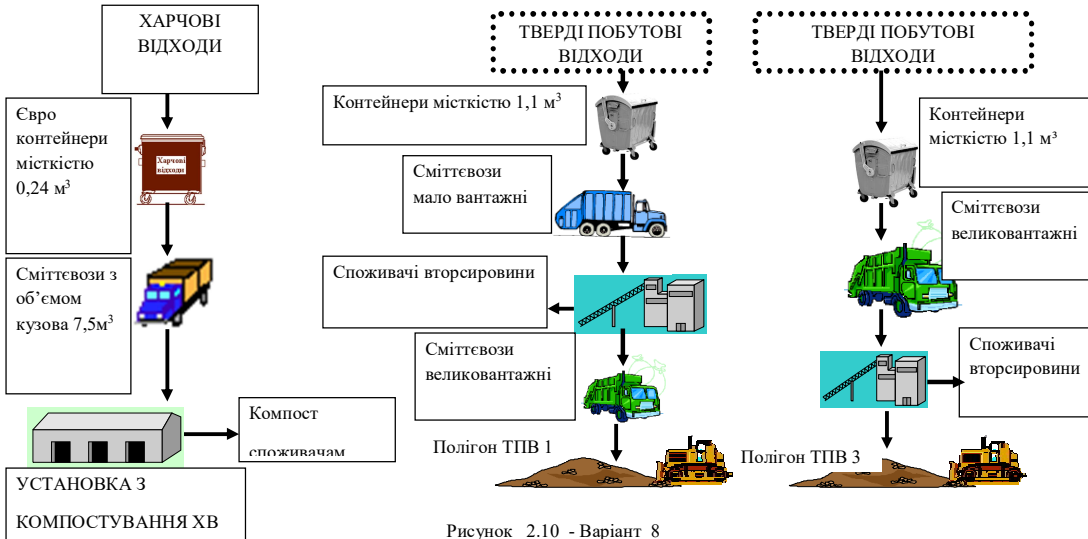 ХАРЧОВІ
ВІДХОДИ
Євро
контейнери
місткістю
0,24 м³
Харчові
відходи
Сміттєвози з
об’ємом
кузова 7,5м³
Компост
споживачам
УСТАНОВКА З
КОМПОСТУВАННЯ ХВ
ТВЕРДІ ПОБУТОВІ
ВІДХОДИ
Контейнери місткістю 1,1 м³
Сміттєвози
мало вантажні
Споживачі вторсировини
Сміттєвози
великовантажні
Полігон ТПВ 1
ТВЕРДІ ПОБУТОВІ
ВІДХОДИ
Контейнери
місткістю 1,1 м³
Сміттєвози
великовантажні
Споживачі
вторсировини
Полігон ТПВ 3
Рисунок 2.10 - Варіант 8